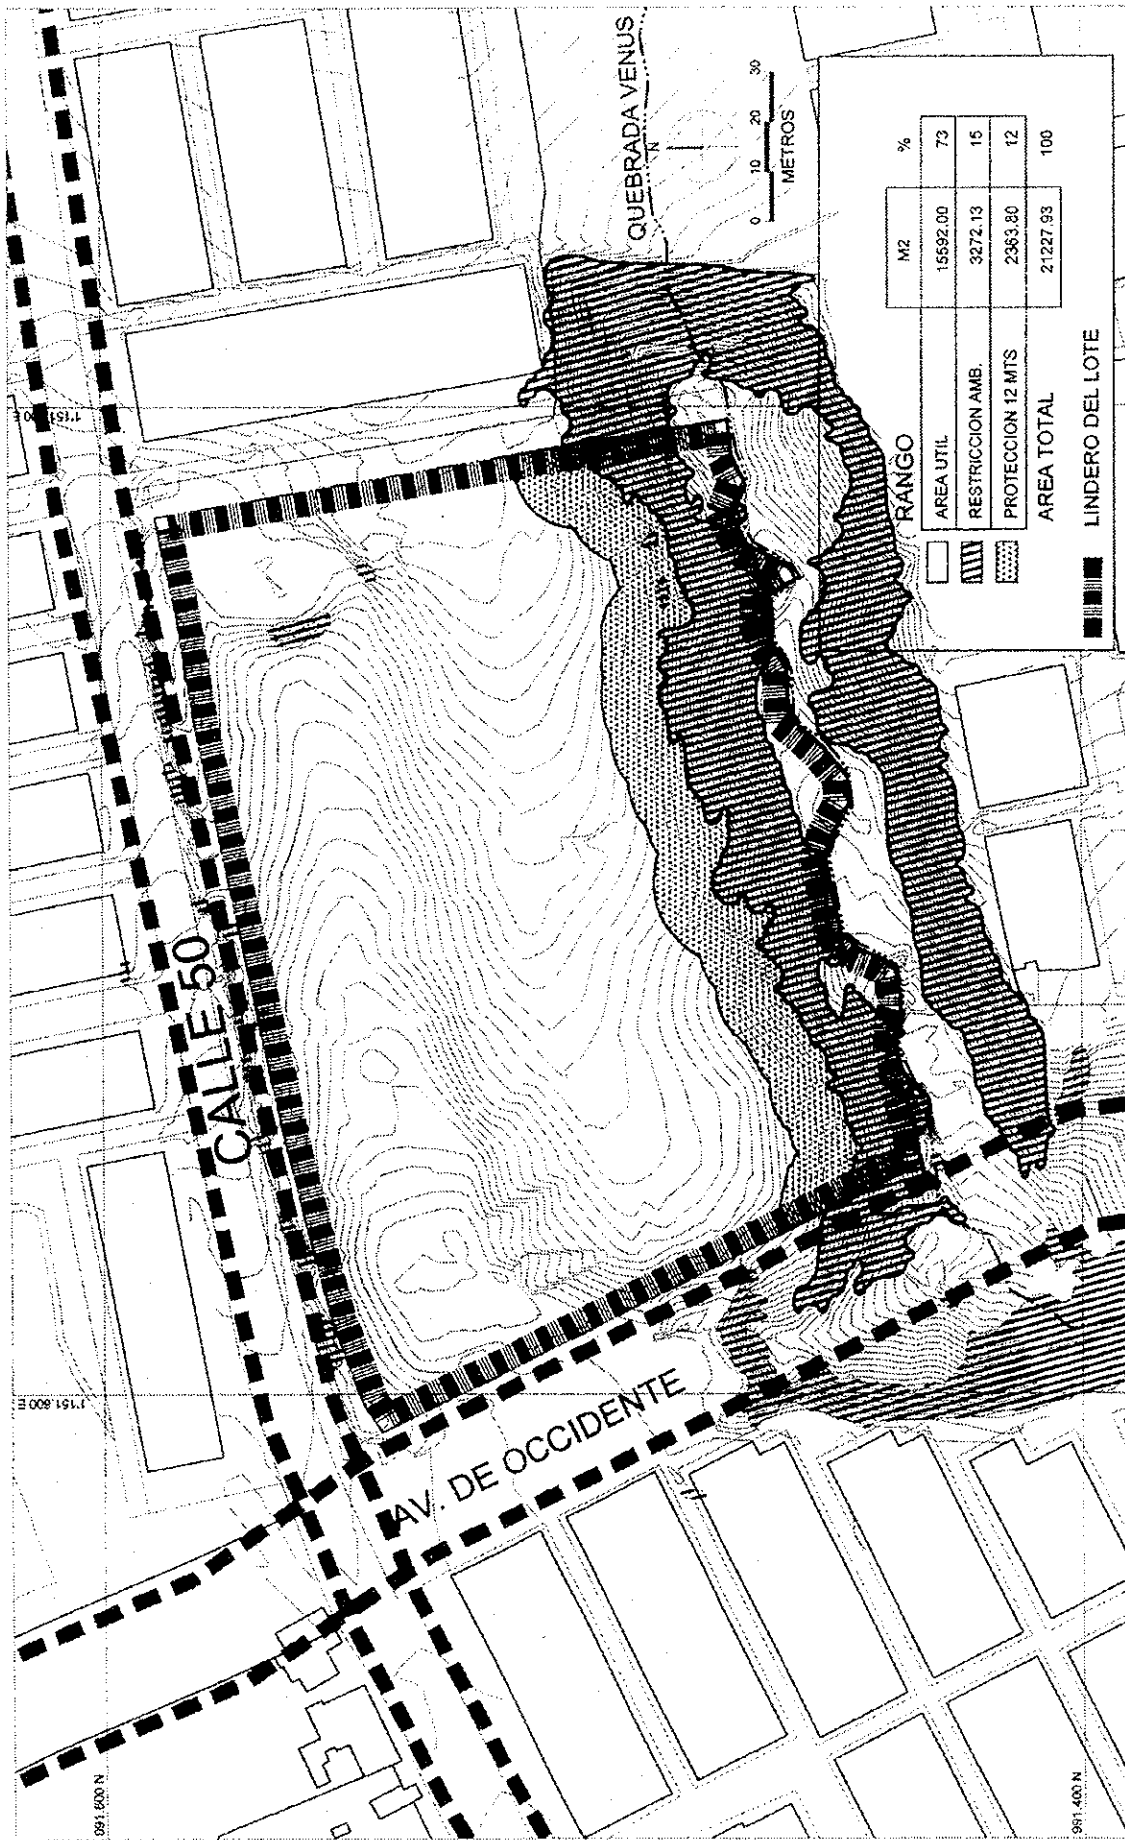 CALLE 50
AV. DE OCCIDENTE
QUEBRADA VENUS
N
0 10 20 30
METROS
RANGO M2 %
AREA UTIL 15592.00 73
RESTRICCION AMB. 3272.13 15
PROTECCION 12 MTS 2363.80 12
AREA TOTAL 21227.93 100
LINDERO DEL LOTE
1'151.600 E
991.600 N
991.400 N